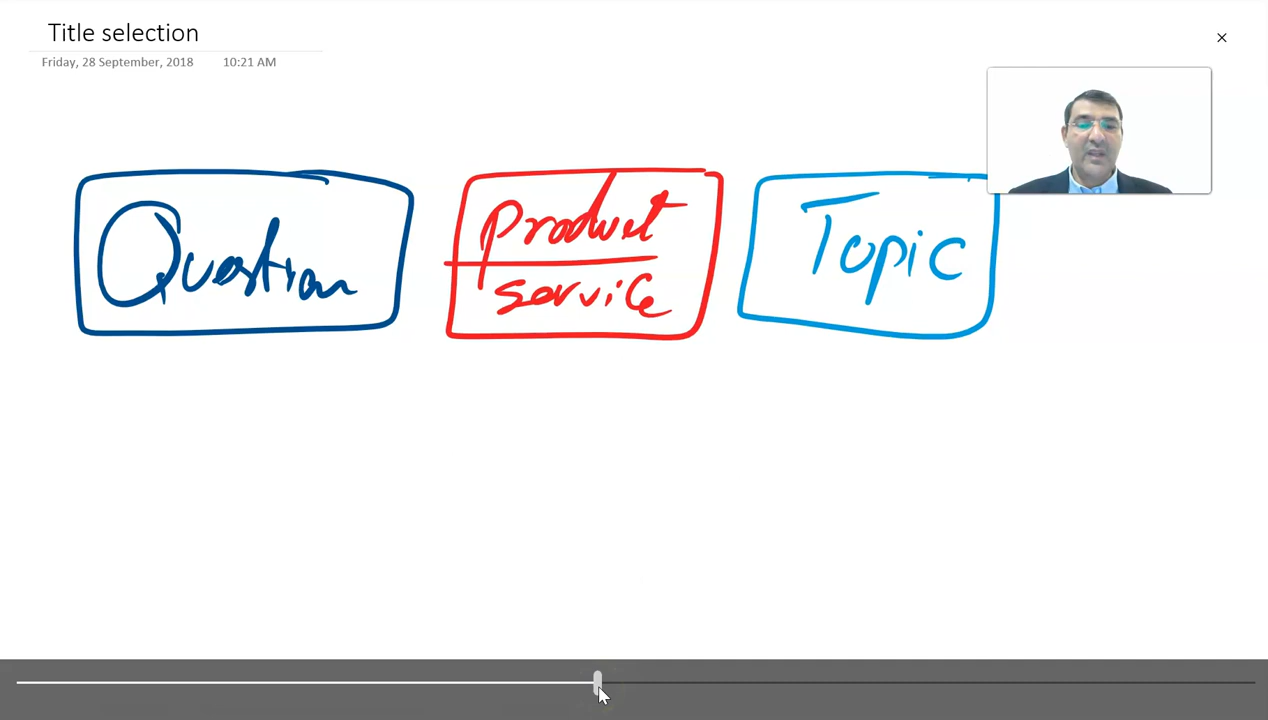 Title selection
Friday, 28 September, 2018 10:21 AM
Question
Product
service
Topic